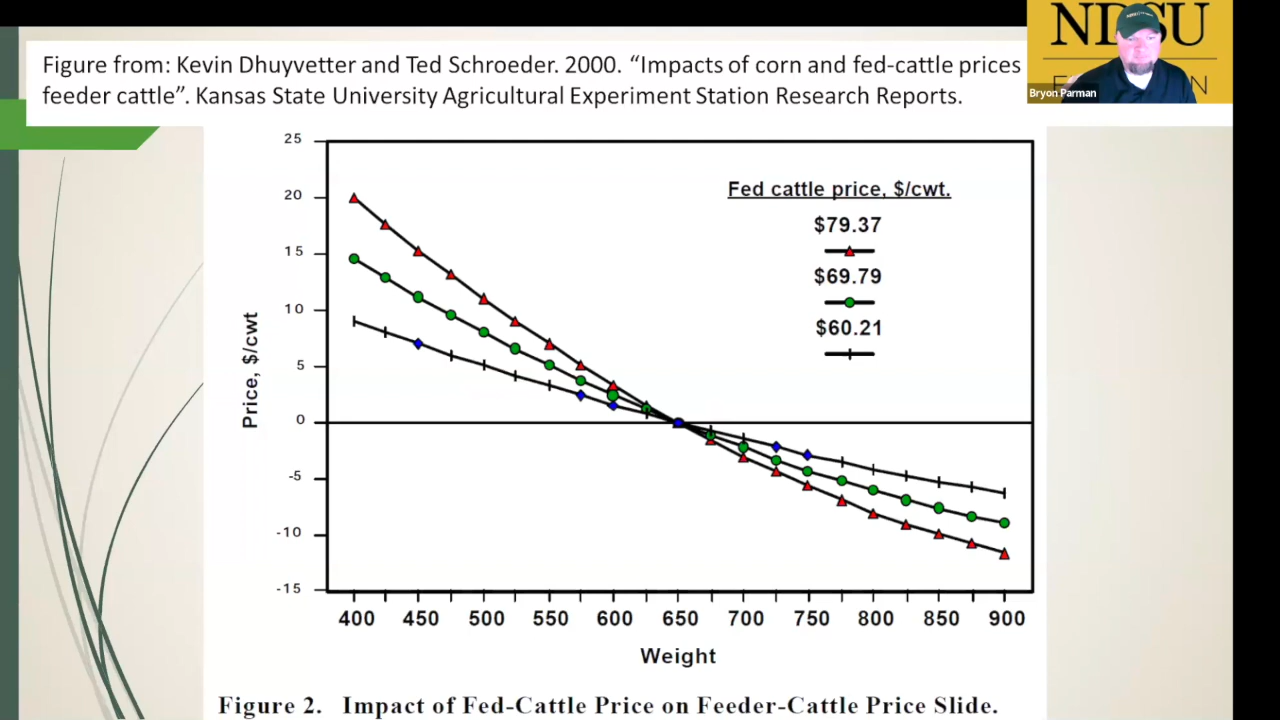 Figure from: Kevin Dhuyvetter and Ted Schroeder. 2000. “Impacts of corn and fed-cattle prices
feeder cattle”. Kansas State University Agricultural Experiment Station Research Reports.
Bryon Parman
25
20
15
10
5
0
-5
-10
-15
Price, $/cwt
Fed cattle price, $/cwt.
$79.37
$69.79
$60.21
400 450 500 550 600 650 700 750 800 850 900
Weight
Figure 2. Impact of Fed-Cattle Price on Feeder-Cattle Price Slide.